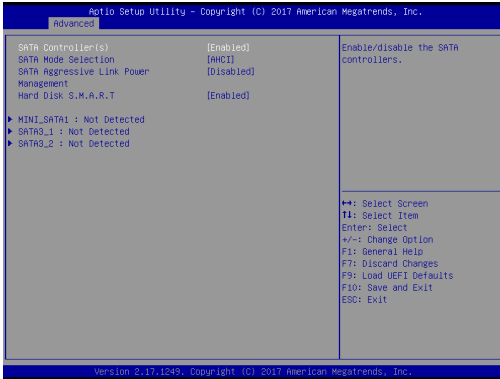 Aptio Setup Utility – Copyright (C) 2017 American Megatrends, Inc.
Advanced
SATA Controller(s) [Enabled]
SATA Mode Selection [AHCI]
SATA Aggressive Link Power [Disabled]
Management
Hard Disk S.M.A.R.T [Enabled]
MINI_SATA1 : Not Detected
SATA3_1 : Not Detected
SATA3_2 : Not Detected
Enable/disable the SATA
controllers.
↔: Select Screen
↑↓: Select Item
Enter: Select
+/-: Change Option
F1: General Help
F7: Discard Changes
F9: Load UEFI Defaults
F10: Save and Exit
ESC: Exit
Version 2.17.1249. Copyright (C) 2017 American Megatrends, Inc.